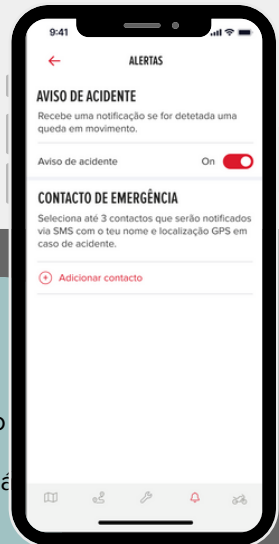 9:41
ALERTAS
AVISO DE ACIDENTE
Recebe uma notificação se for detetada uma
queda em movimento.
Aviso de acidente On
CONTACTO DE EMERGÊNCIA
Seleciona até 3 contactos que serão notificados
via SMS com o teu nome e localização GPS em
caso de acidente.
Adicionar contacto